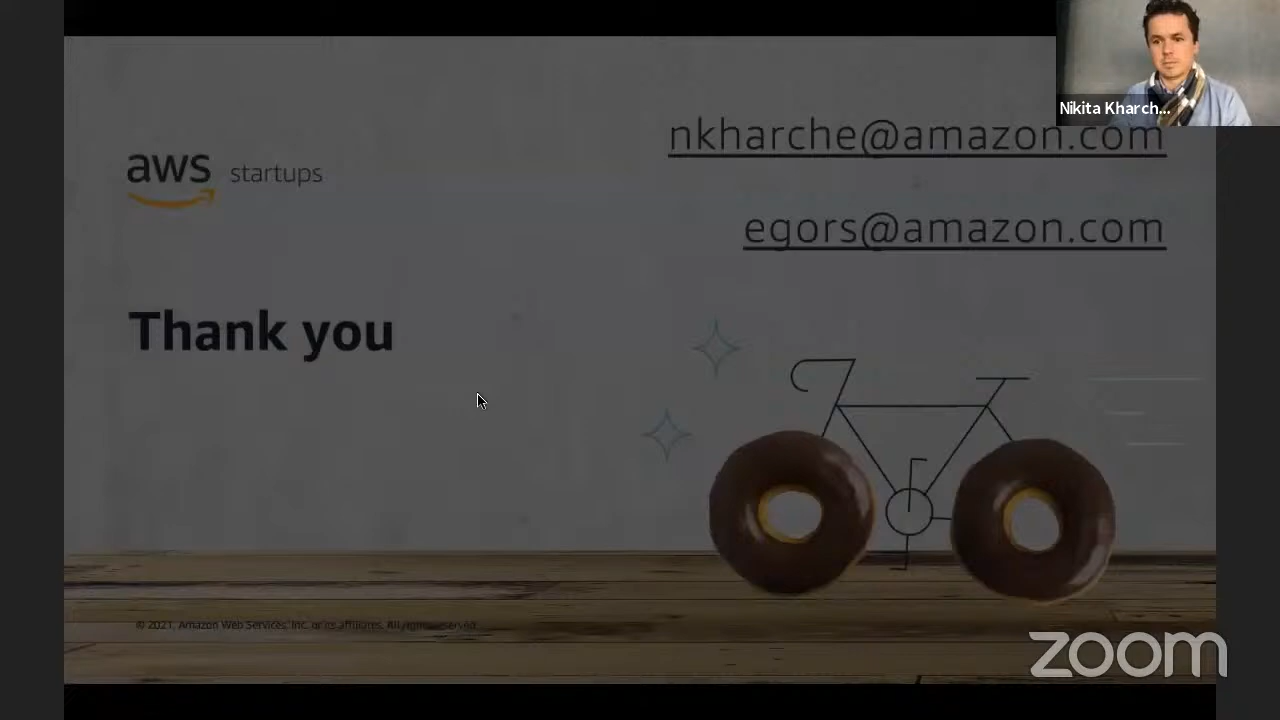 Nikita Kharch...
nkharche@amazon.com
aws startups
egors@amazon.com
Thank you
© 2021, Amazon Web Services, Inc. or its affiliates. All rights reserved.
zoom